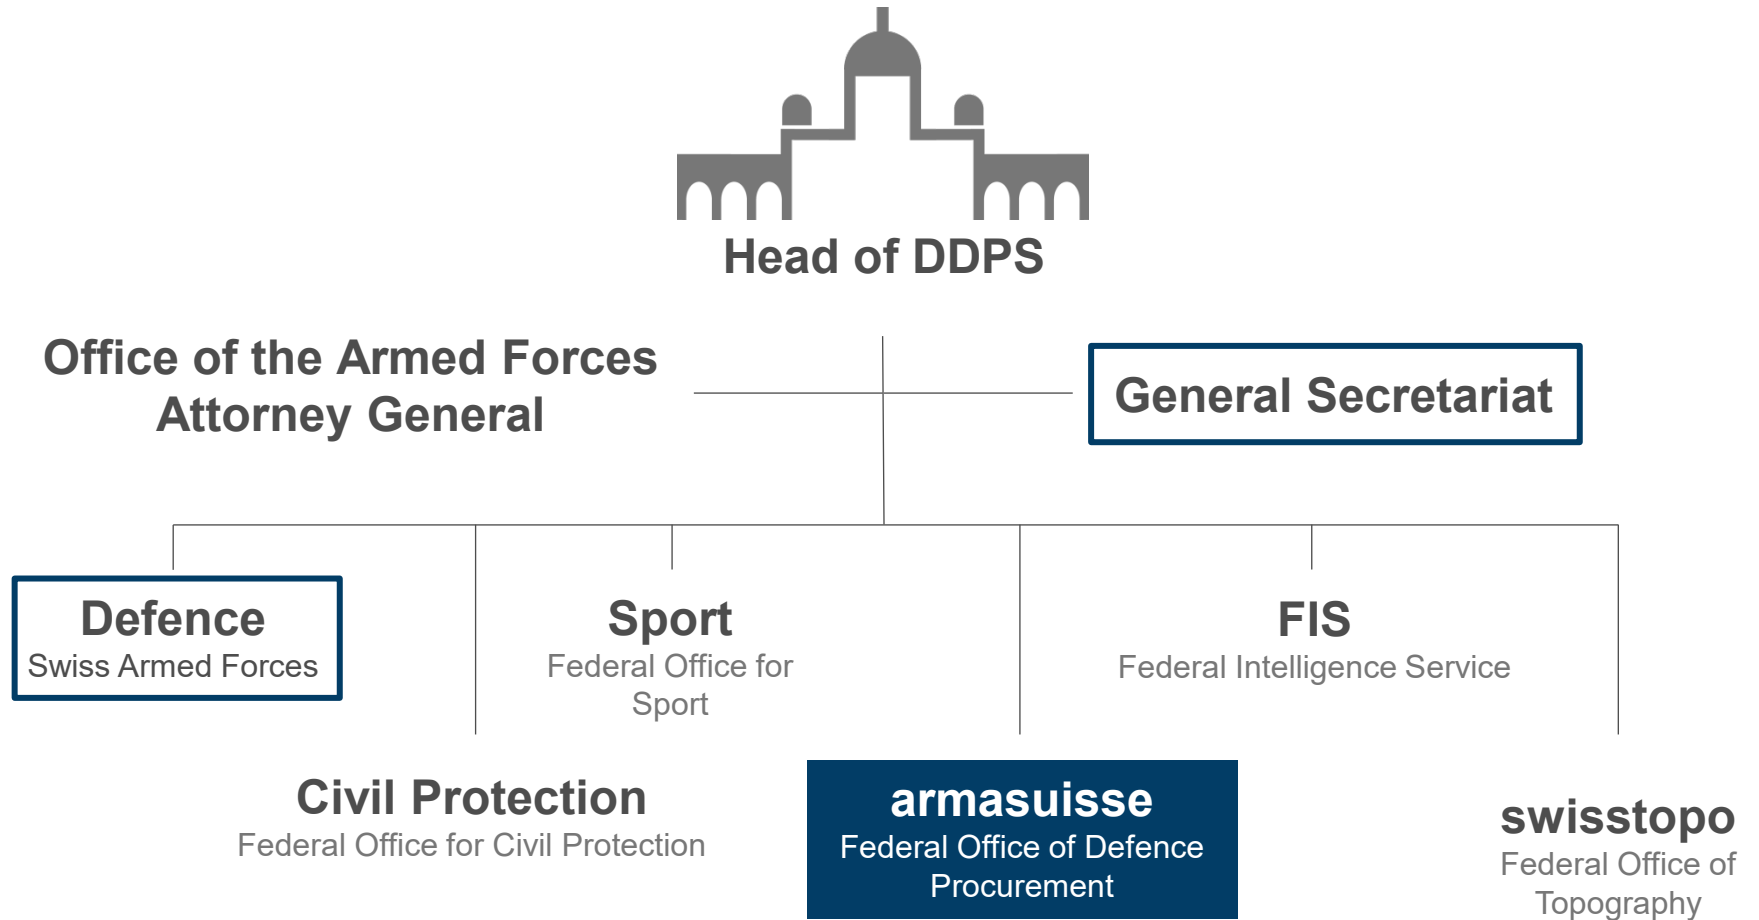 Head of DDPS
Office of the Armed Forces
Attorney General
General Secretariat
Defence
Swiss Armed Forces
Sport
Federal Office for
Sport
FIS
Federal Intelligence Service
Civil Protection
Federal Office for Civil Protection
armasuisse
Federal Office of Defence
Procurement
swisstopo
Federal Office of
Topography